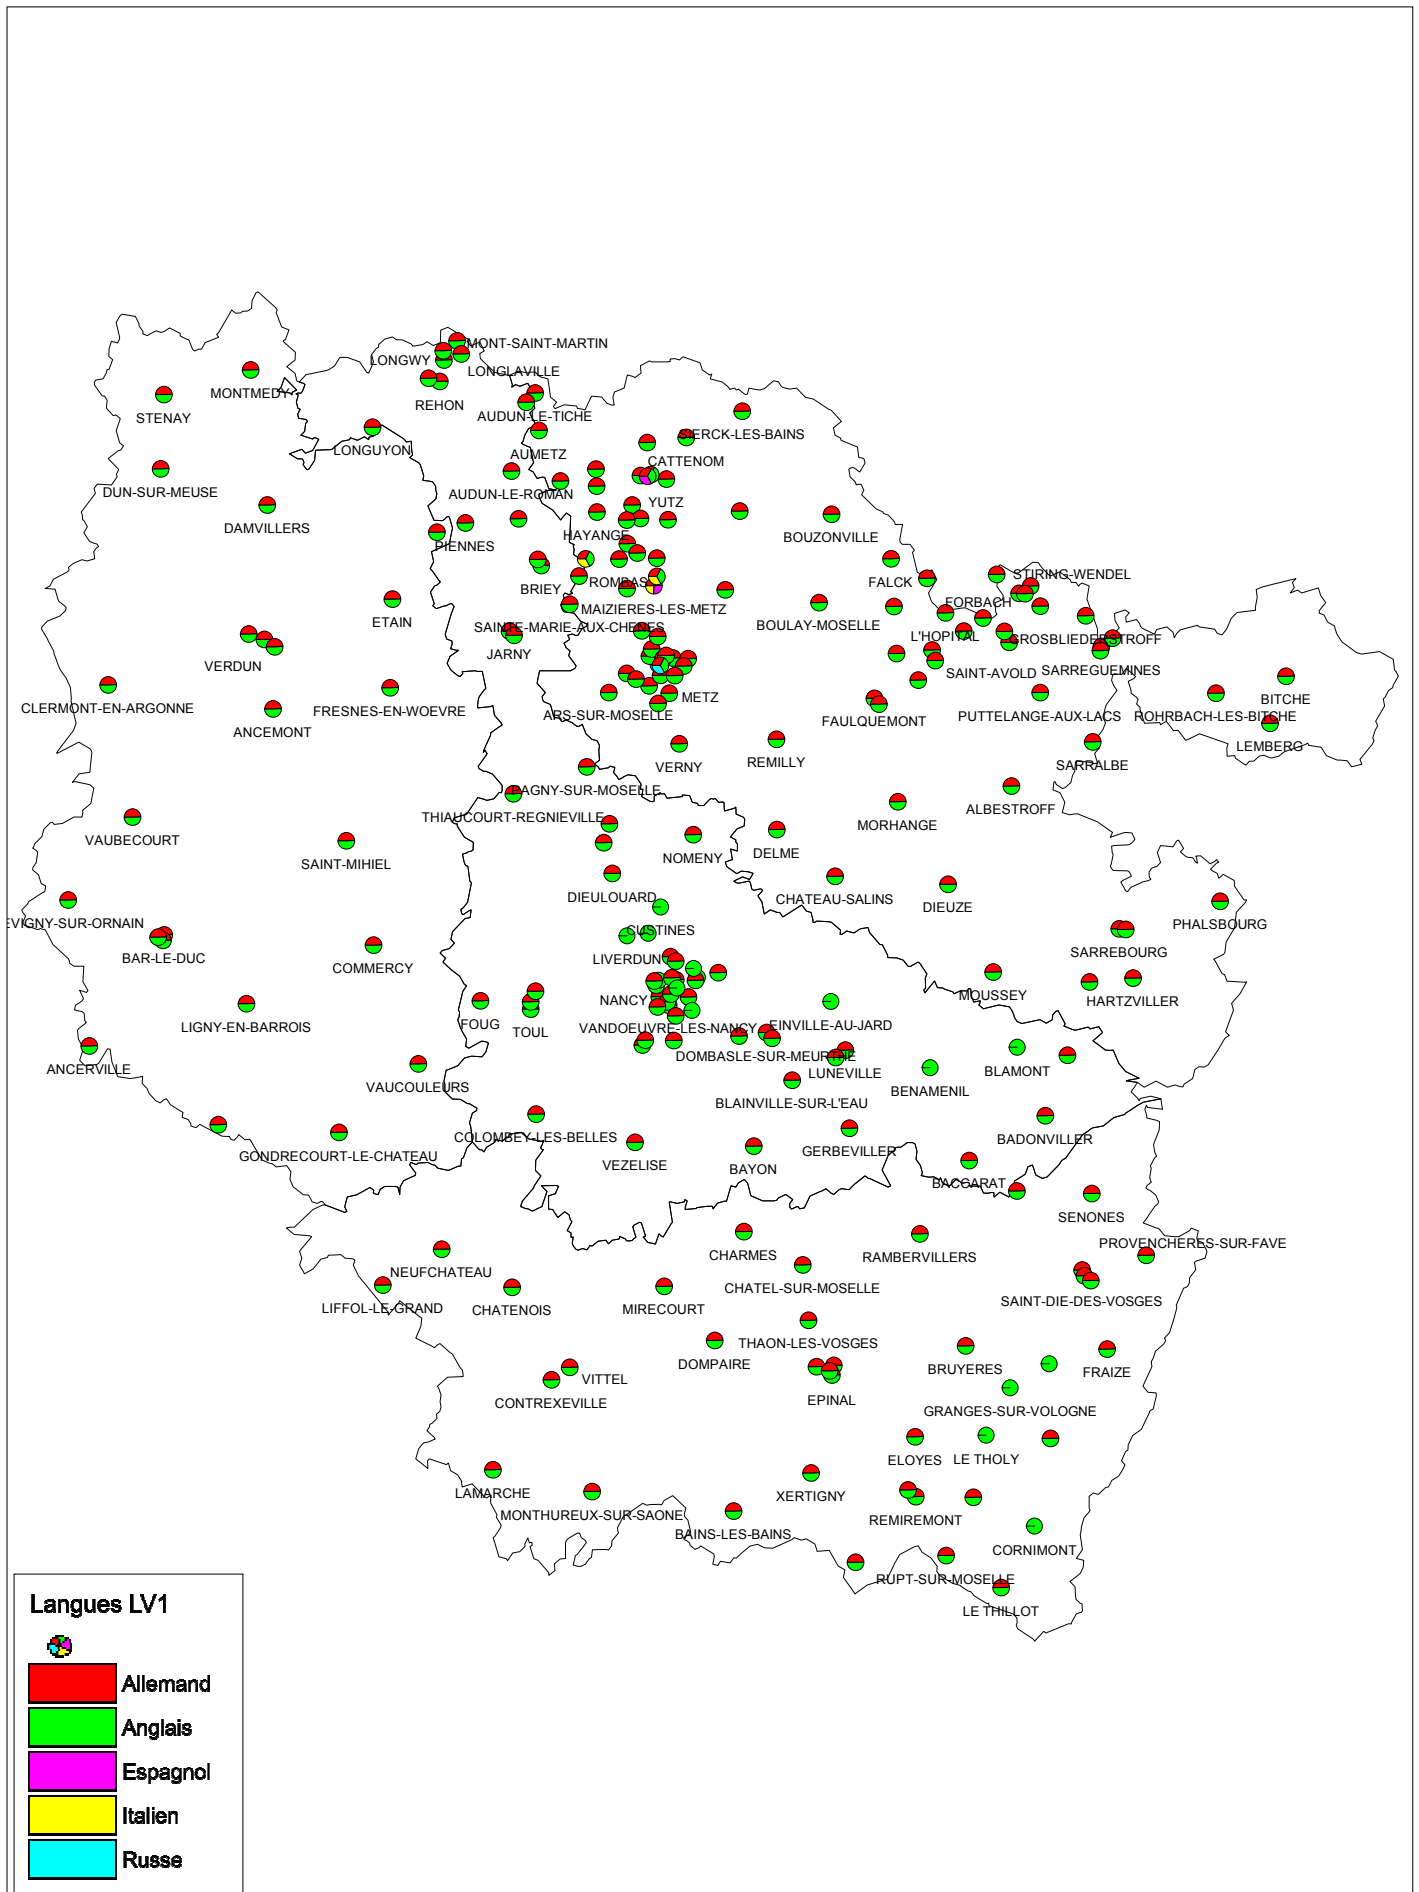 MONT-SAINT-MARTIN
LONGWY
LONGLAVILLE
MONTMEDY
REHON
STENAY
AUDUN-LE-TICHE
SIERCK-LES-BAINS
LONGUYON
AUMETZ
CATTENOM
DUN-SUR-MEUSE
AUDUN-LE-ROMAN
YUTZ
DAMVILLERS
BOUZONVILLE
HAYANGE
PIENNES
STIRING-WENDEL
FALCK
ROMBAS
BRIEY
FORBACH
MAIZIERES-LES-METZ
ETAIN
BOULAY-MOSELLE
SAINTE-MARIE-AUX-CHENES
L'HOPITAL
GROSBLIEDERSTROFF
JARNY
VERDUN
SAINT-AVOLD
SARREGUEMINES
BITCHE
METZ
CLERMONT-EN-ARGONNE
FRESNES-EN-WOEVRE
ARS-SUR-MOSELLE
FAULQUEMONT
PUTTELANGE-AUX-LACS
ROHRBACH-LES-BITCHE
ANCEMONT
LEMBERG
VERNY
REMILLY
SARRALBE
PAGNY-SUR-MOSELLE
THIAUCOURT-REGNIEVILLE
MORHANGE
ALBESTROFF
VAUBECOURT
SAINT-MIHIEL
NOMENY
DELME
DIEULOUARD
CHATEAU-SALINS
DIEUZE
EVIGNY-SUR-ORNAIN
CUSTINES
PHALSBOURG
BAR-LE-DUC
COMMERCY
LIVERDUN
SARREBOURG
NANCY
MOUSSEY
HARTZVILLER
LIGNY-EN-BARROIS
FOUG
TOUL
VANDOEUVRE-LES-NANCY
EINVILLE-AU-JARD
DOMBASLE-SUR-MEURTHE
ANCERVILLE
VAUCOULEURS
LUNEVILLE
BENAMENIL
BLAMONT
BLAINVILLE-SUR-L'EAU
COLOMBEY-LES-BELLES
BADONVILLER
GONDRECOURT-LE-CHATEAU
VEZELISE
BAYON
GERBEVILLER
BACCARAT
SENONES
CHARMES
RAMBERVILLERS
PROVENCHERES-SUR-FAVE
NEUFCHATEAU
LIFFOL-LE-GRAND
CHATENOIS
MIRECOURT
CHATEL-SUR-MOSELLE
SAINT-DIE-DES-VOSGES
THAON-LES-VOSGES
DOMPAIRE
BRUYERES
FRAIZE
VITTEL
CONTREXEVILLE
EPINAL
GRANGES-SUR-VOLOGNE
ELOYES
LE THOLY
LAMARCHE
XERTIGNY
MONTHUREUX-SUR-SAONE
REMIREMONT
BAINS-LES-BAINS
CORNIMONT
RUPT-SUR-MOSELLE
LE THILLOT
Langues LV1
Allemand
Anglais
Espagnol
Italien
Russe